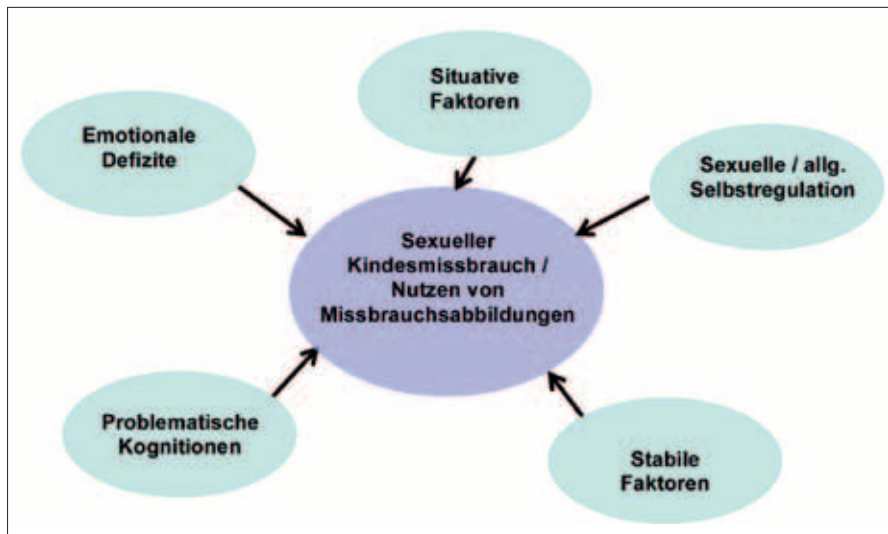 Situative
Faktoren
Emotionale
Defizite
Sexuelle / allg.
Selbstregulation
Sexueller
Kindesmissbrauch /
Nutzen von
Missbrauchsabbildungen
Problematische
Kognitionen
Stabile
Faktoren